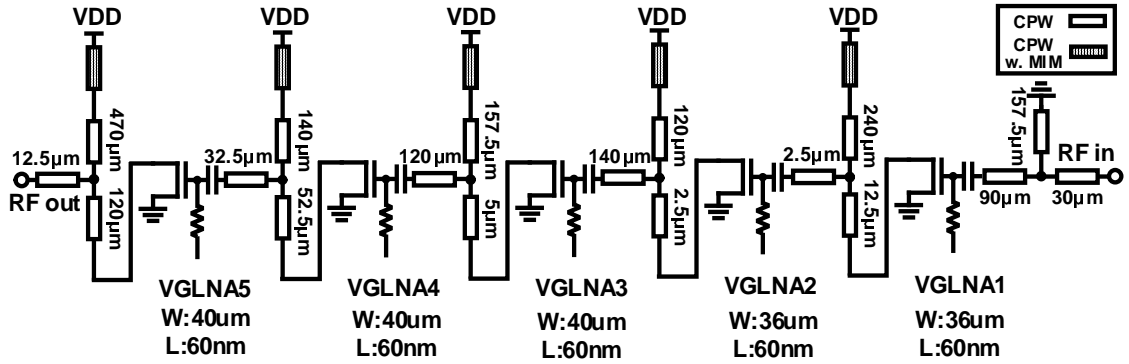 VDD
VDD
VDD
VDD
VDD
CPW
CPW
w. MIM
470µm
140µm
157.5µm
120µm
240µm
157.5µm
12.5µm
32.5µm
120µm
140µm
2.5µm
RF in
RF out
120µm
52.5µm
5µm
2.5µm
12.5µm
90µm
30µm
VGLNA5
VGLNA4
VGLNA3
VGLNA2
VGLNA1
W:40um
W:40um
W:40um
W:36um
W:36um
L:60nm
L:60nm
L:60nm
L:60nm
L:60nm